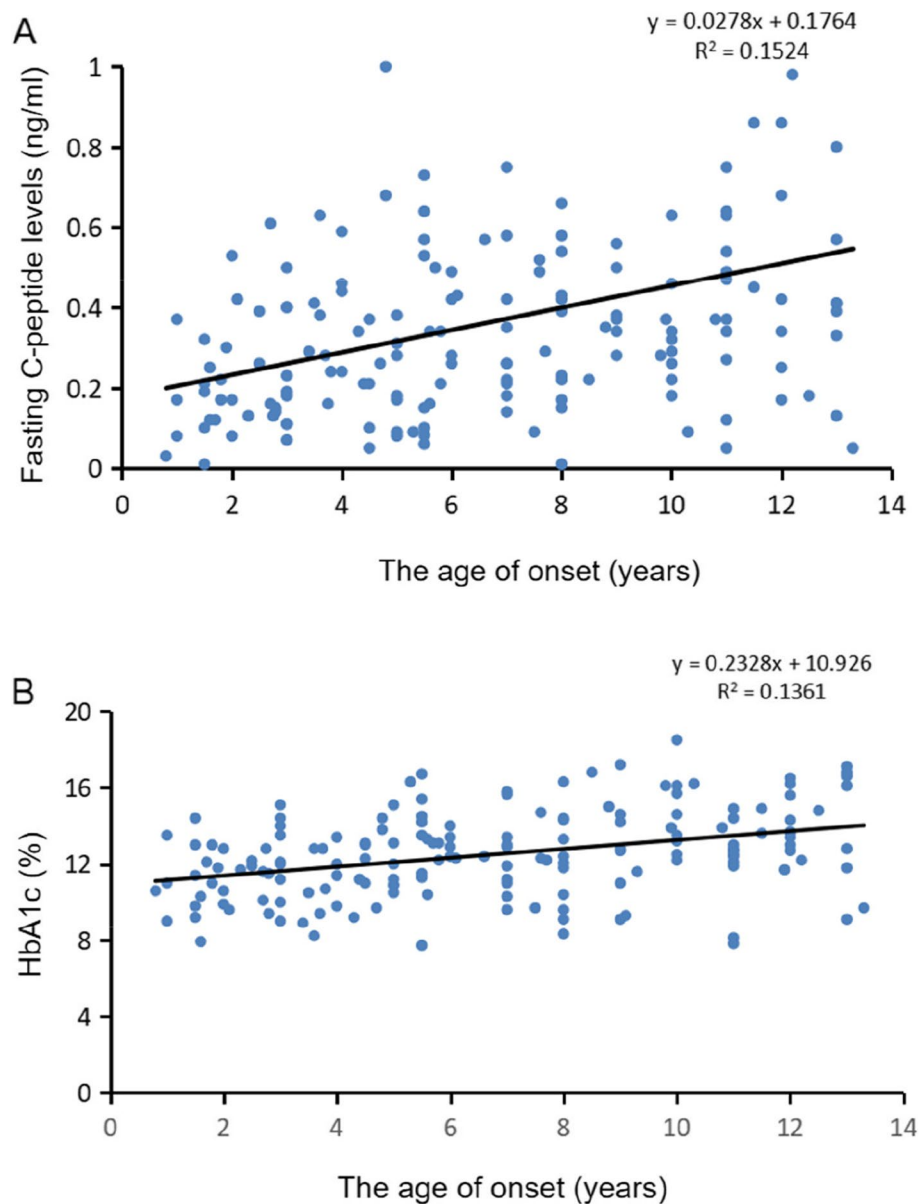 A
y = 0.0278x + 0.1764
R² = 0.1524
Fasting C-peptide levels (ng/ml)
1
0.8
0.6
0.4
0.2
0
0 2 4 6 8 10 12 14
The age of onset (years)
B
y = 0.2328x + 10.926
R² = 0.1361
HbA1c (%)
20
16
12
8
4
0
0 2 4 6 8 10 12 14
The age of onset (years)